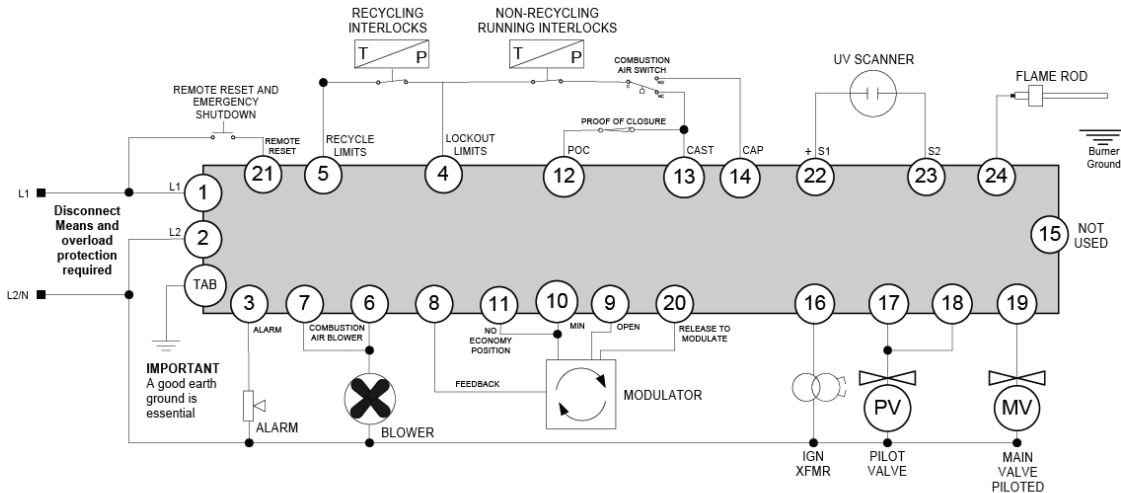 RECYCLING
INTERLOCKS
T P
NON-RECYCLING
RUNNING INTERLOCKS
T P
COMBUSTION
AIR SWITCH
NO
C
NC
UV SCANNER
FLAME ROD
REMOTE RESET AND
EMERGENCY
SHUTDOWN
PROOF OF CLOSURE
REMOTE
RESET
RECYCLE
LIMITS
LOCKOUT
LIMITS
POC
CAST
CAP
+ S1
S2
Burner
Ground
21
5
4
12
13
14
22
23
24
L1
L1
1
Disconnect
Means and
overload
protection
required
L2
2
15
NOT
USED
L2/N
TAB
3
7
6
8
11
10
9
20
16
17
18
19
ALARM
COMBUSTION
AIR BLOWER
NO
ECONOMY
POSITION
MIN
OPEN
RELEASE TO
MODULATE
IMPORTANT
A good earth
ground is
essential
FEEDBACK
MODULATOR
PV
MV
ALARM
BLOWER
IGN
XFMR
PILOT
VALVE
MAIN
VALVE
PILOTED